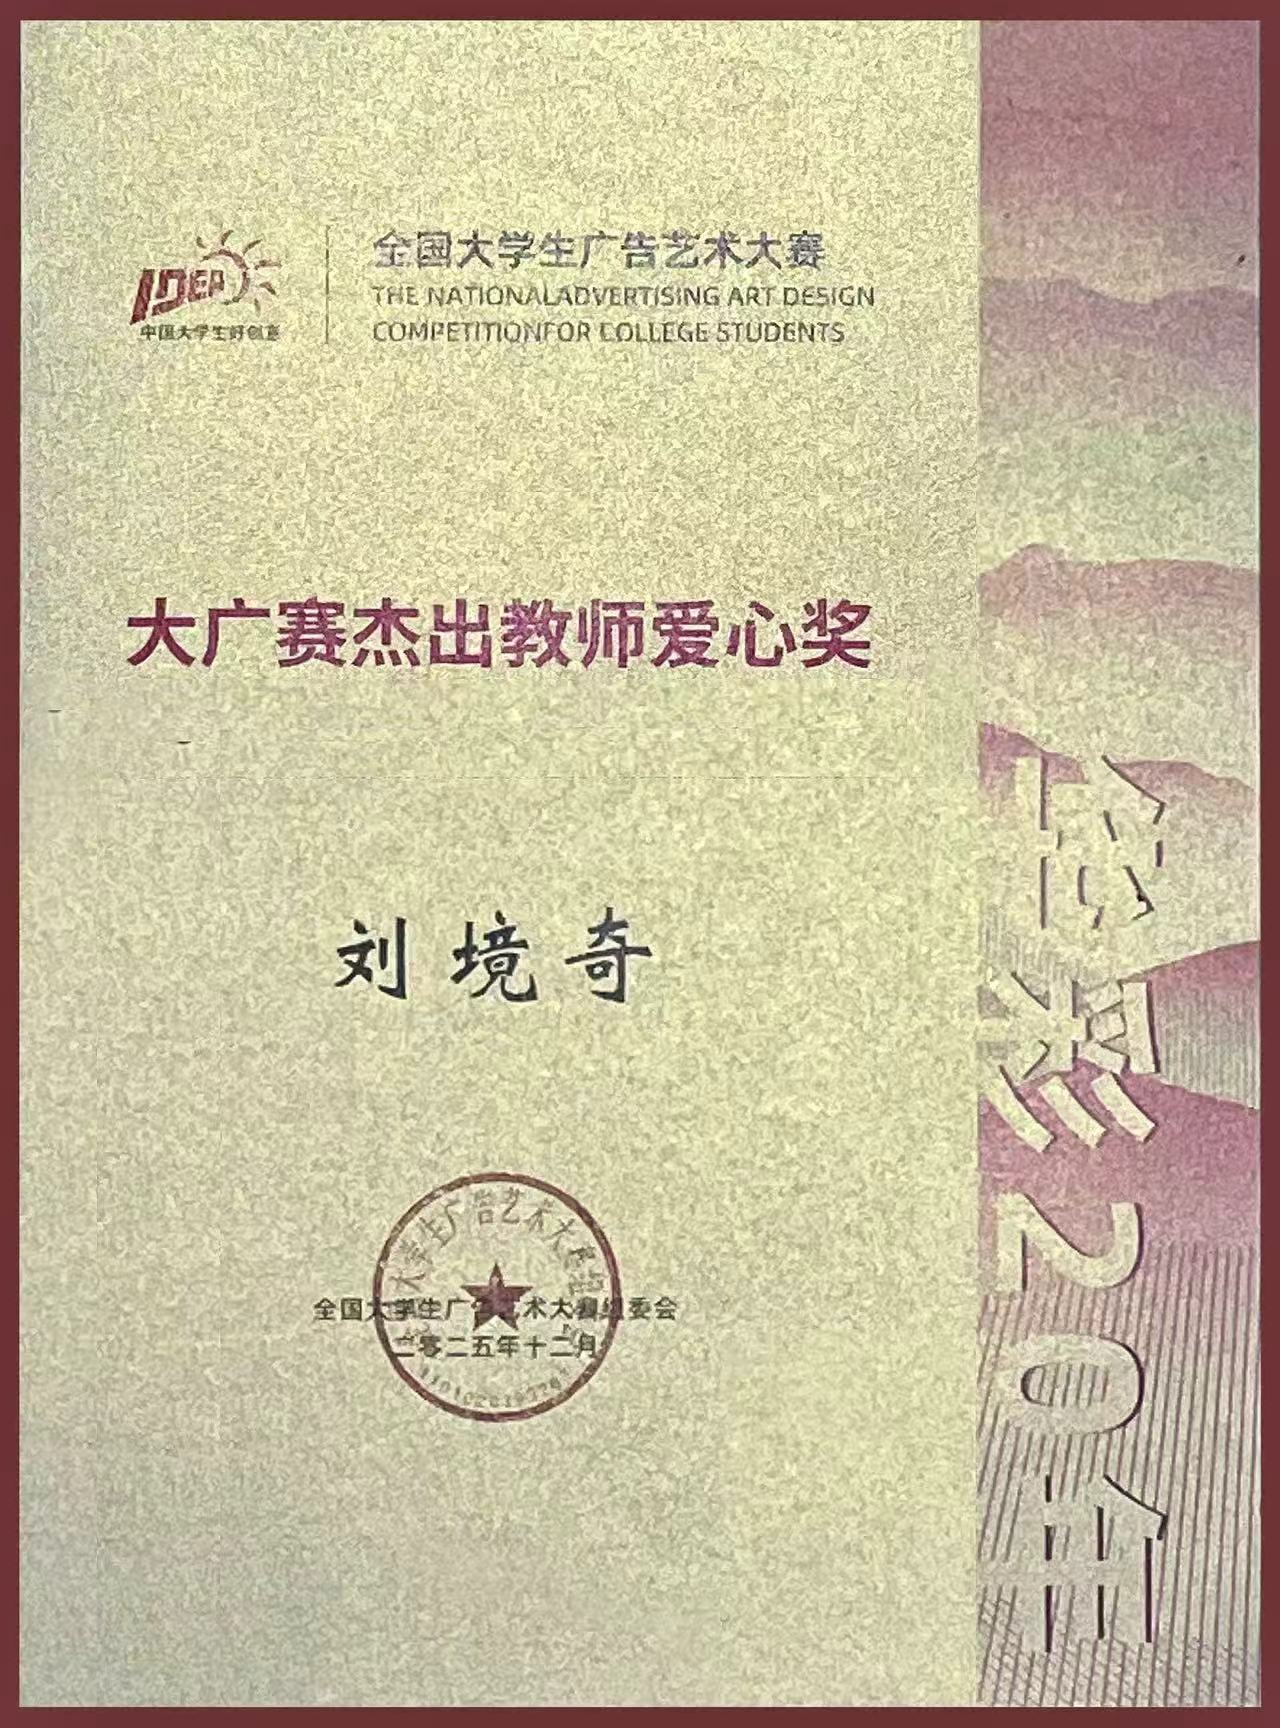 IDEA
中国大学生好创意
全国大学生广告艺术大赛
THE NATIONALADVERTISING ART DESIGN
COMPETITIONFOR COLLEGE STUDENTS
大广赛杰出教师爱心奖
刘境奇
全国大学生广告艺术大赛组委会
二零二五年十二月
20年